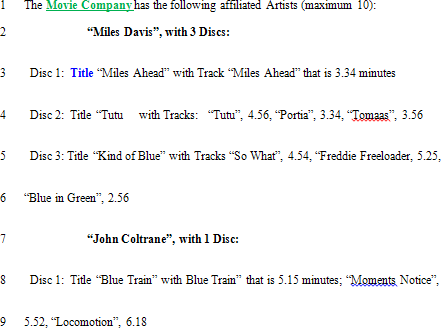 1 The Movie Company has the following affiliated Artists (maximum 10):
2 “Miles Davis”, with 3 Discs:
3 Disc 1: Title “Miles Ahead” with Track “Miles Ahead” that is 3.34 minutes
4 Disc 2: Title “Tutu with Tracks: “Tutu”, 4.56, “Portia”, 3.34, “Tomaas”, 3.56
5 Disc 3: Title “Kind of Blue” with Tracks “So What”, 4.54, “Freddie Freeloader, 5.25,
6 “Blue in Green”, 2.56
7 “John Coltrane”, with 1 Disc:
8 Disc 1: Title “Blue Train” with Blue Train” that is 5.15 minutes; “Moments Notice”,
9 5.52, “Locomotion”, 6.18